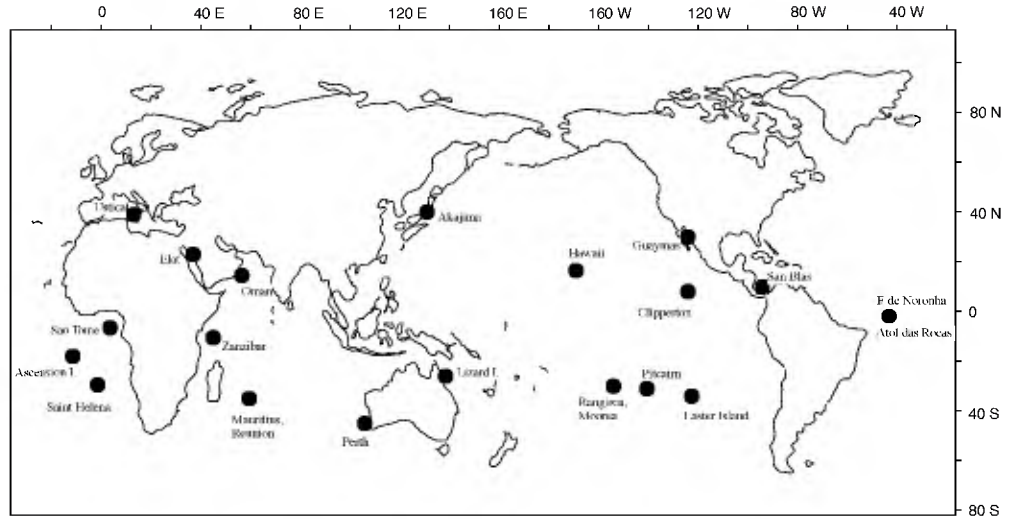 0 40 E 80 E 120 E 160 E 160 W 120 W 80 W 40 W
80 N
40 N
0
40 S
80 S
Ustica
Akajima
Guaymas
Hawaii
Eilat
Oman
San Blas
Clipperton
F de Noronha
Atol das Rocas
Sao Tome
Zanzibar
Ascension I.
Lizard I.
Pitcairn
Saint Helena
Mauritius,
Reunion
Rangiroa,
Moorea
Easter Island
Perth